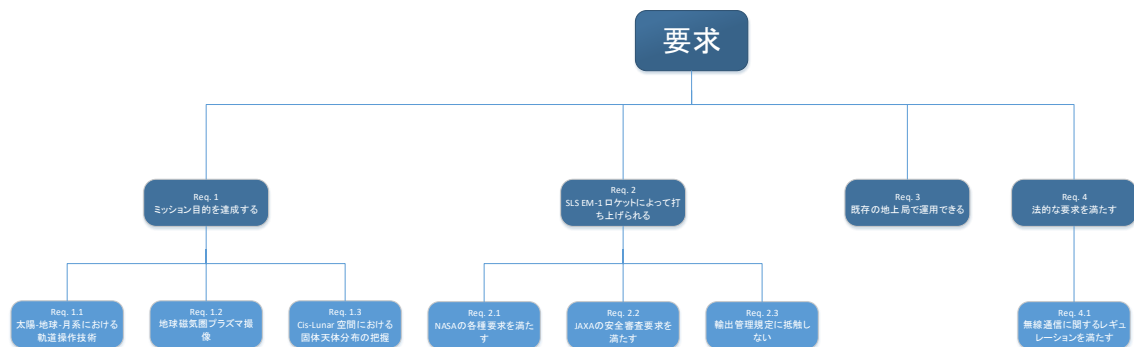 要求
Req. 1
ミッション目的を達成する
Req. 2
SLS EM-1 ロケットによって打
ち上げられる
Req. 3
既存の地上局で運用できる
Req. 4
法的な要求を満たす
Req. 1.1
太陽-地球-月系における
軌道操作技術
Req. 1.2
地球磁気圏プラズマ撮
像
Req. 1.3
Cis-Lunar 空間における
固体天体分布の把握
Req. 2.1
NASAの各種要求を満た
す
Req. 2.2
JAXAの安全審査要求を
満たす
Req. 2.3
輸出管理規定に抵触し
ない
Req. 4.1
無線通信に関するレギュ
レーションを満たす